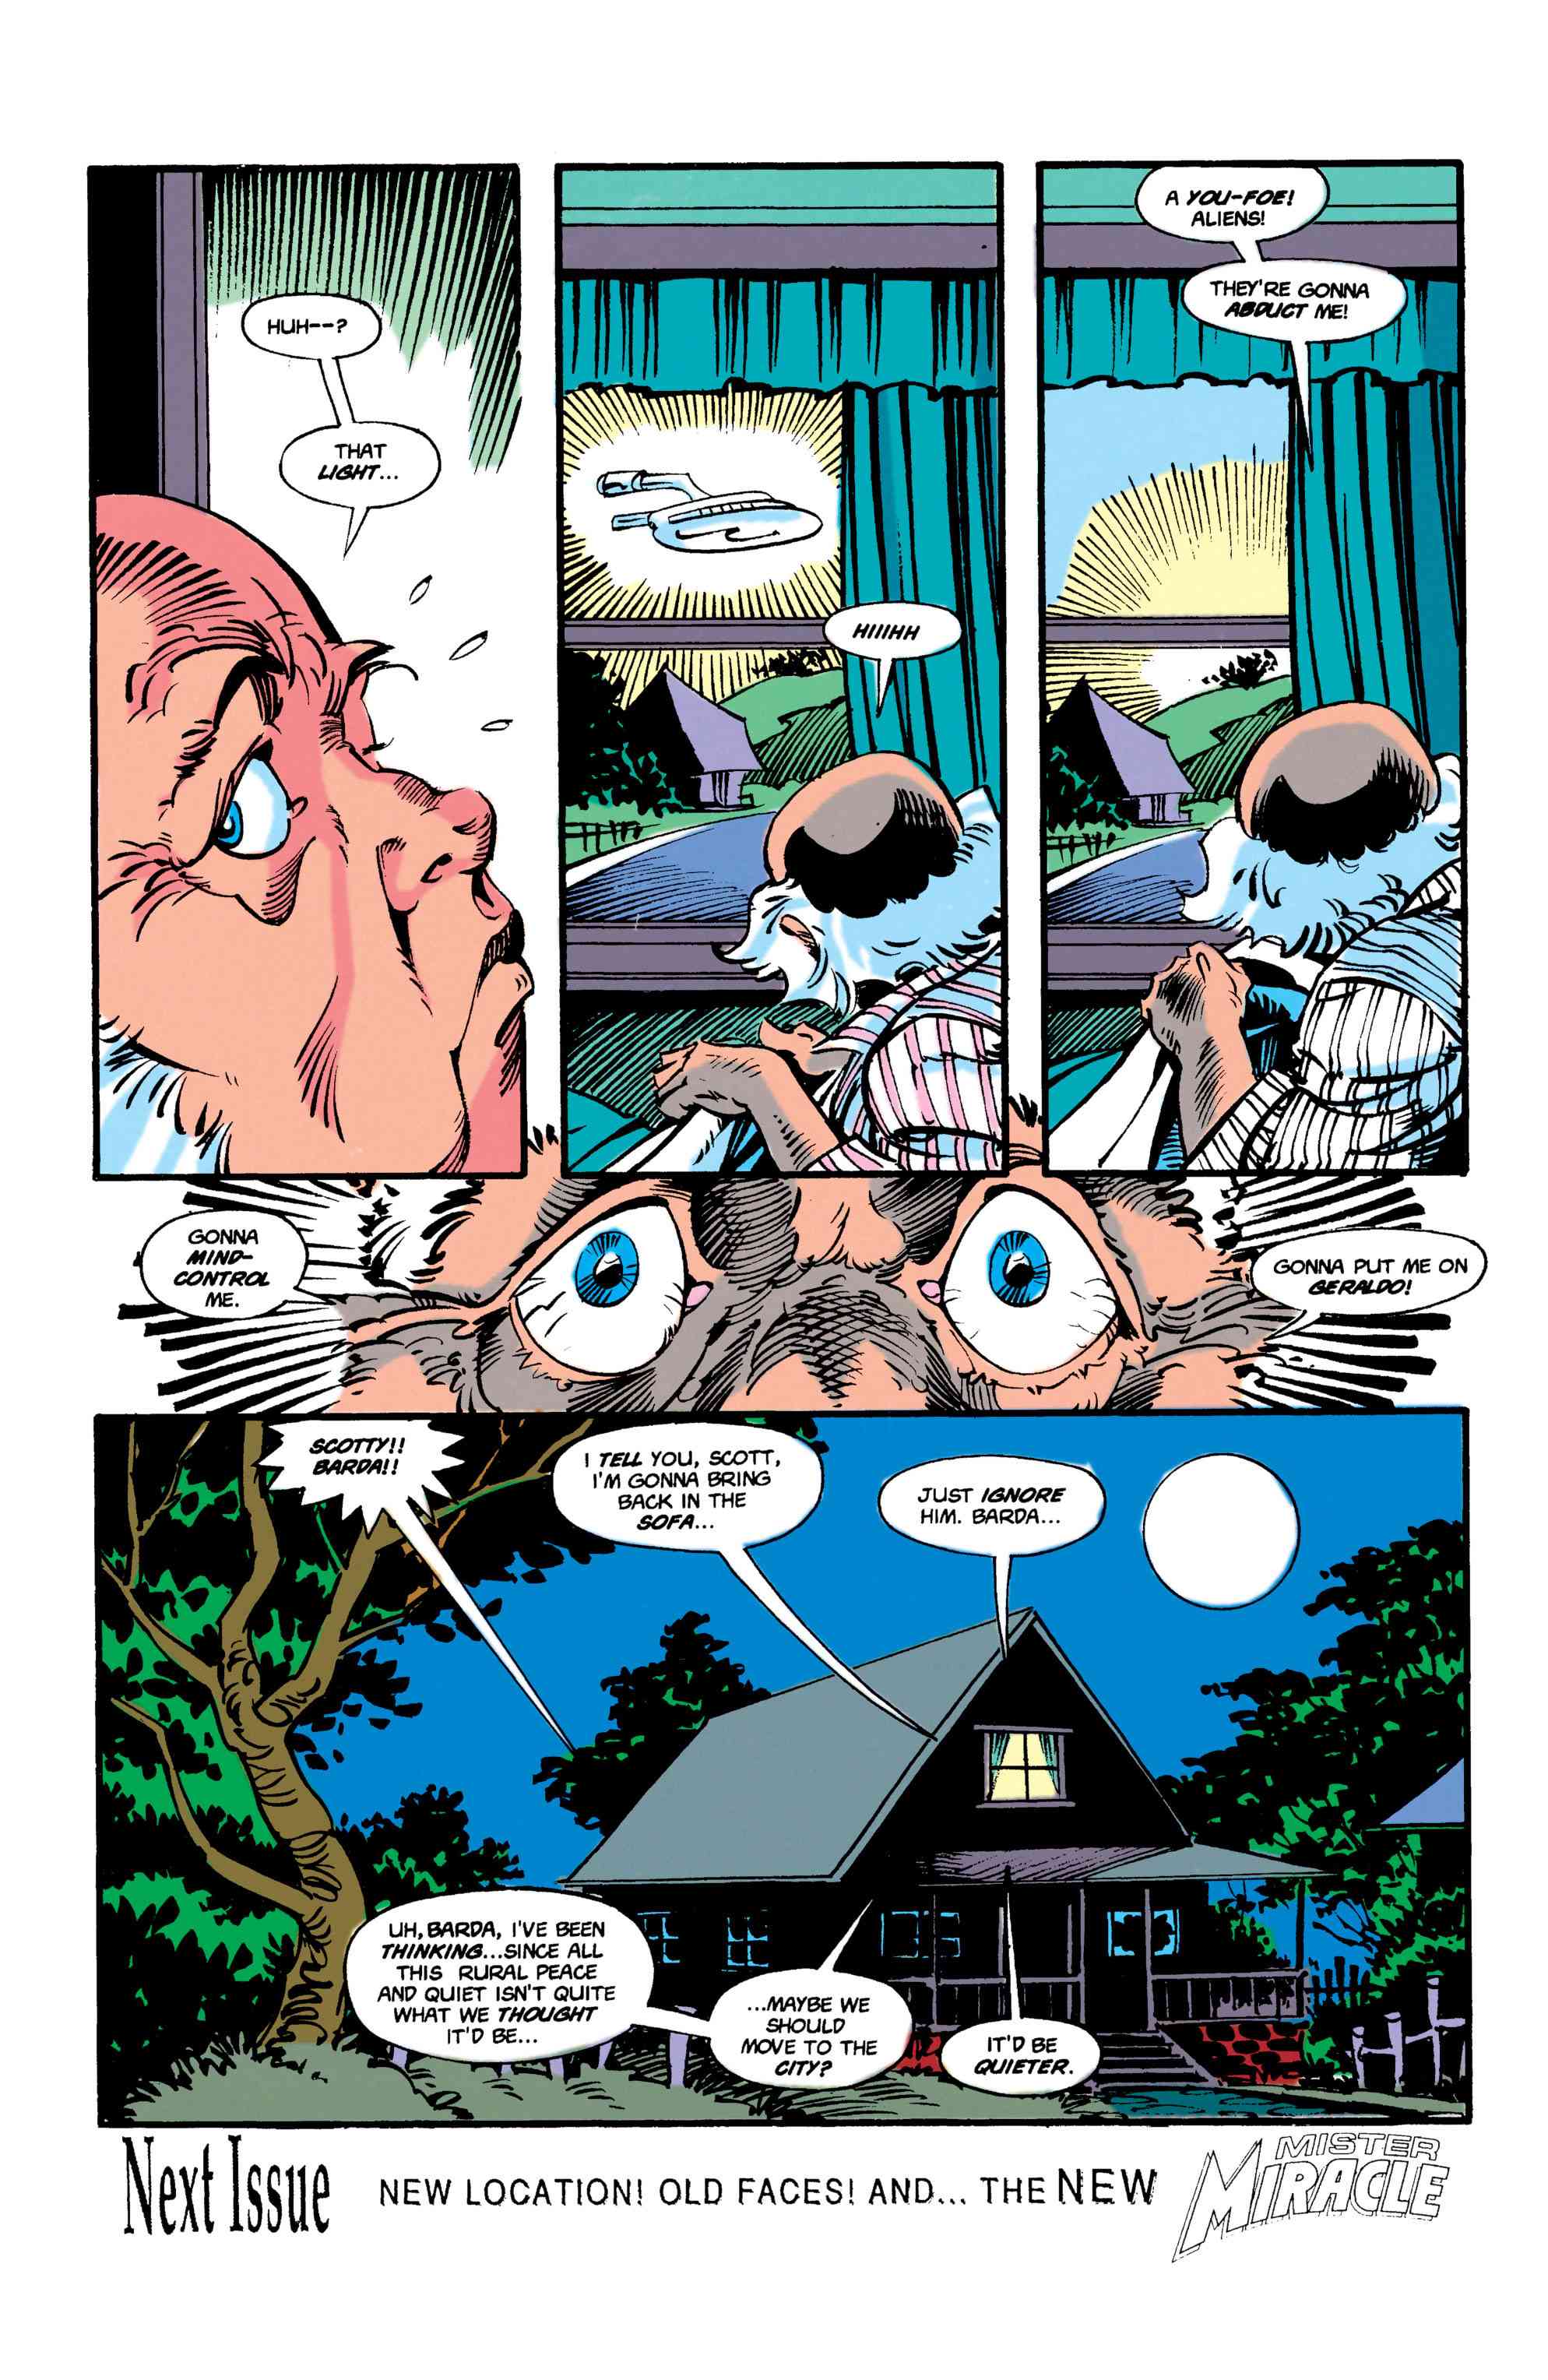 HUH--?
THAT
LIGHT...
HIIIHH
A YOU-FOE!
ALIENS!
THEY'RE GONNA
ABDUCT ME!
GONNA
MIND-
CONTROL
ME.
GONNA PUT ME ON
GERALDO!
SCOTTY!!
BARDA!!
I TELL YOU, SCOTT,
I'M GONNA BRING
BACK IN THE
SOFA...
JUST IGNORE
HIM. BARDA...
UH, BARDA, I'VE BEEN
THINKING...SINCE ALL
THIS RURAL PEACE
AND QUIET ISN'T QUITE
WHAT WE THOUGHT
IT'D BE...
...MAYBE WE
SHOULD
MOVE TO THE
CITY?
IT'D BE
QUIETER.
Next Issue
NEW LOCATION! OLD FACES! AND... THE NEW
MISTER
MIRACLE